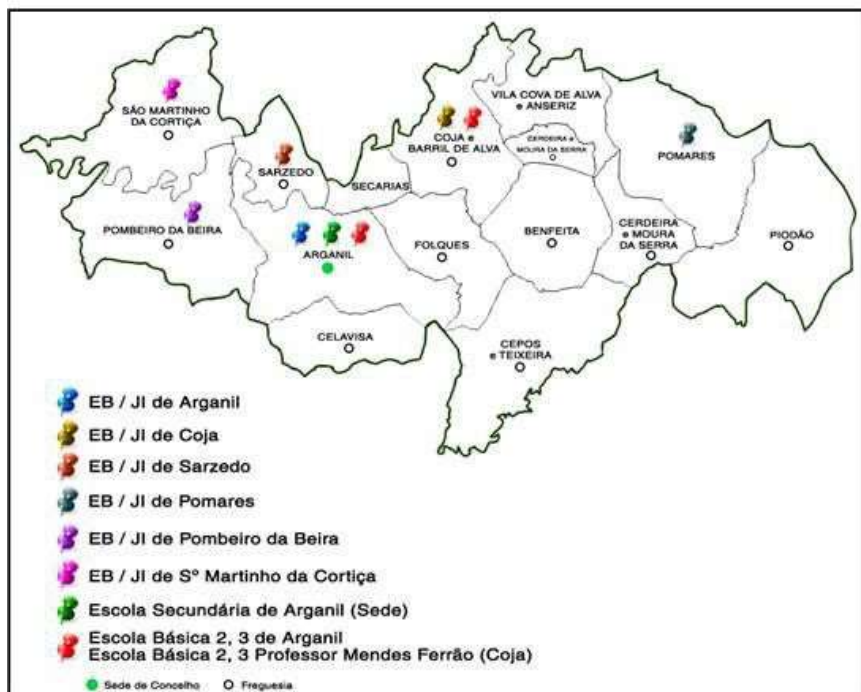 VILA COVA DE ALVA
e ANSERIZ
SÃO MARTINHO
DA CORTIÇA
COJA e
BARRIL DE ALVA
CERDEIRA e
MOURA DA SERRA
POMARES
SARZEDO
SECARIAS
POMBEIRO DA BEIRA
ARGANIL
FOLQUES
BENFEITA
CERDEIRA
e MOURA
DA SERRA
PIODÃO
CELAVISA
CEPOS
e TEIXEIRA
EB / JI de Arganil
EB / JI de Coja
EB / JI de Sarzedo
EB / JI de Pomares
EB / JI de Pombeiro da Beira
EB / JI de Sº Martinho da Cortiça
Escola Secundária de Arganil (Sede)
Escola Básica 2, 3 de Arganil
Escola Básica 2, 3 Professor Mendes Ferrão (Coja)
Sede de Concelho
Freguesia